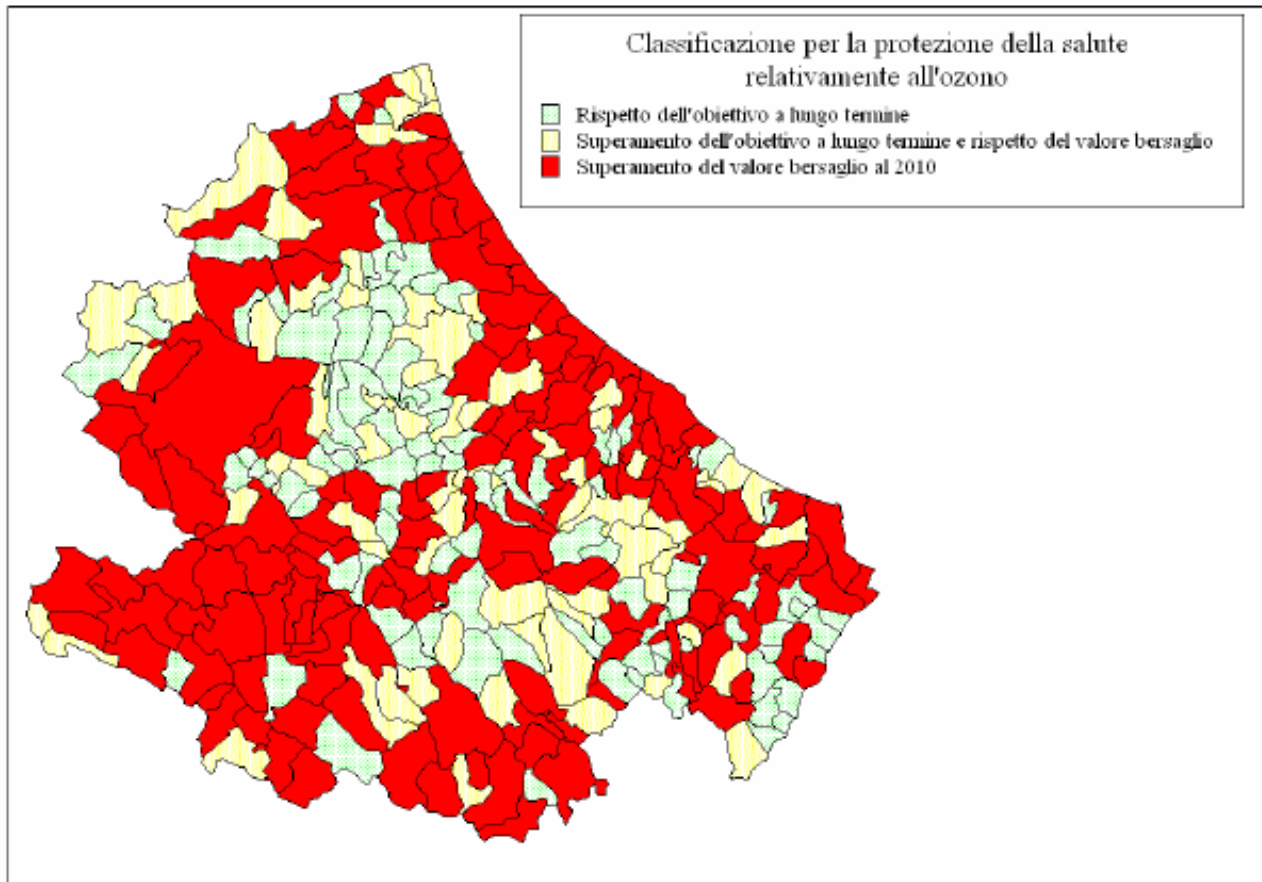 Classificazione per la protezione della salute
relativamente all'ozono
Rispetto dell'obiettivo a lungo termine
Superamento dell'obiettivo a lungo termine e rispetto del valore bersaglio
Superamento del valore bersaglio al 2010